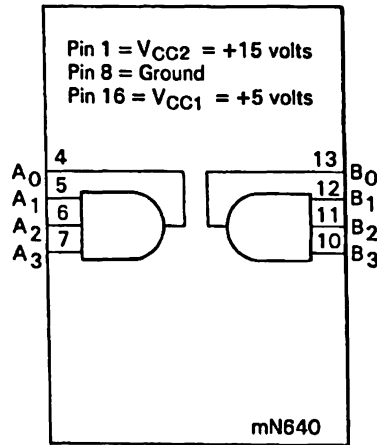 Pin 1 = VCC2 = +15 volts
Pin 8 = Ground
Pin 16 = VCC1 = +5 volts
A0 4 13 B0
A1 5 12 B1
A2 6 11 B2
A3 7 10 B3
mN640